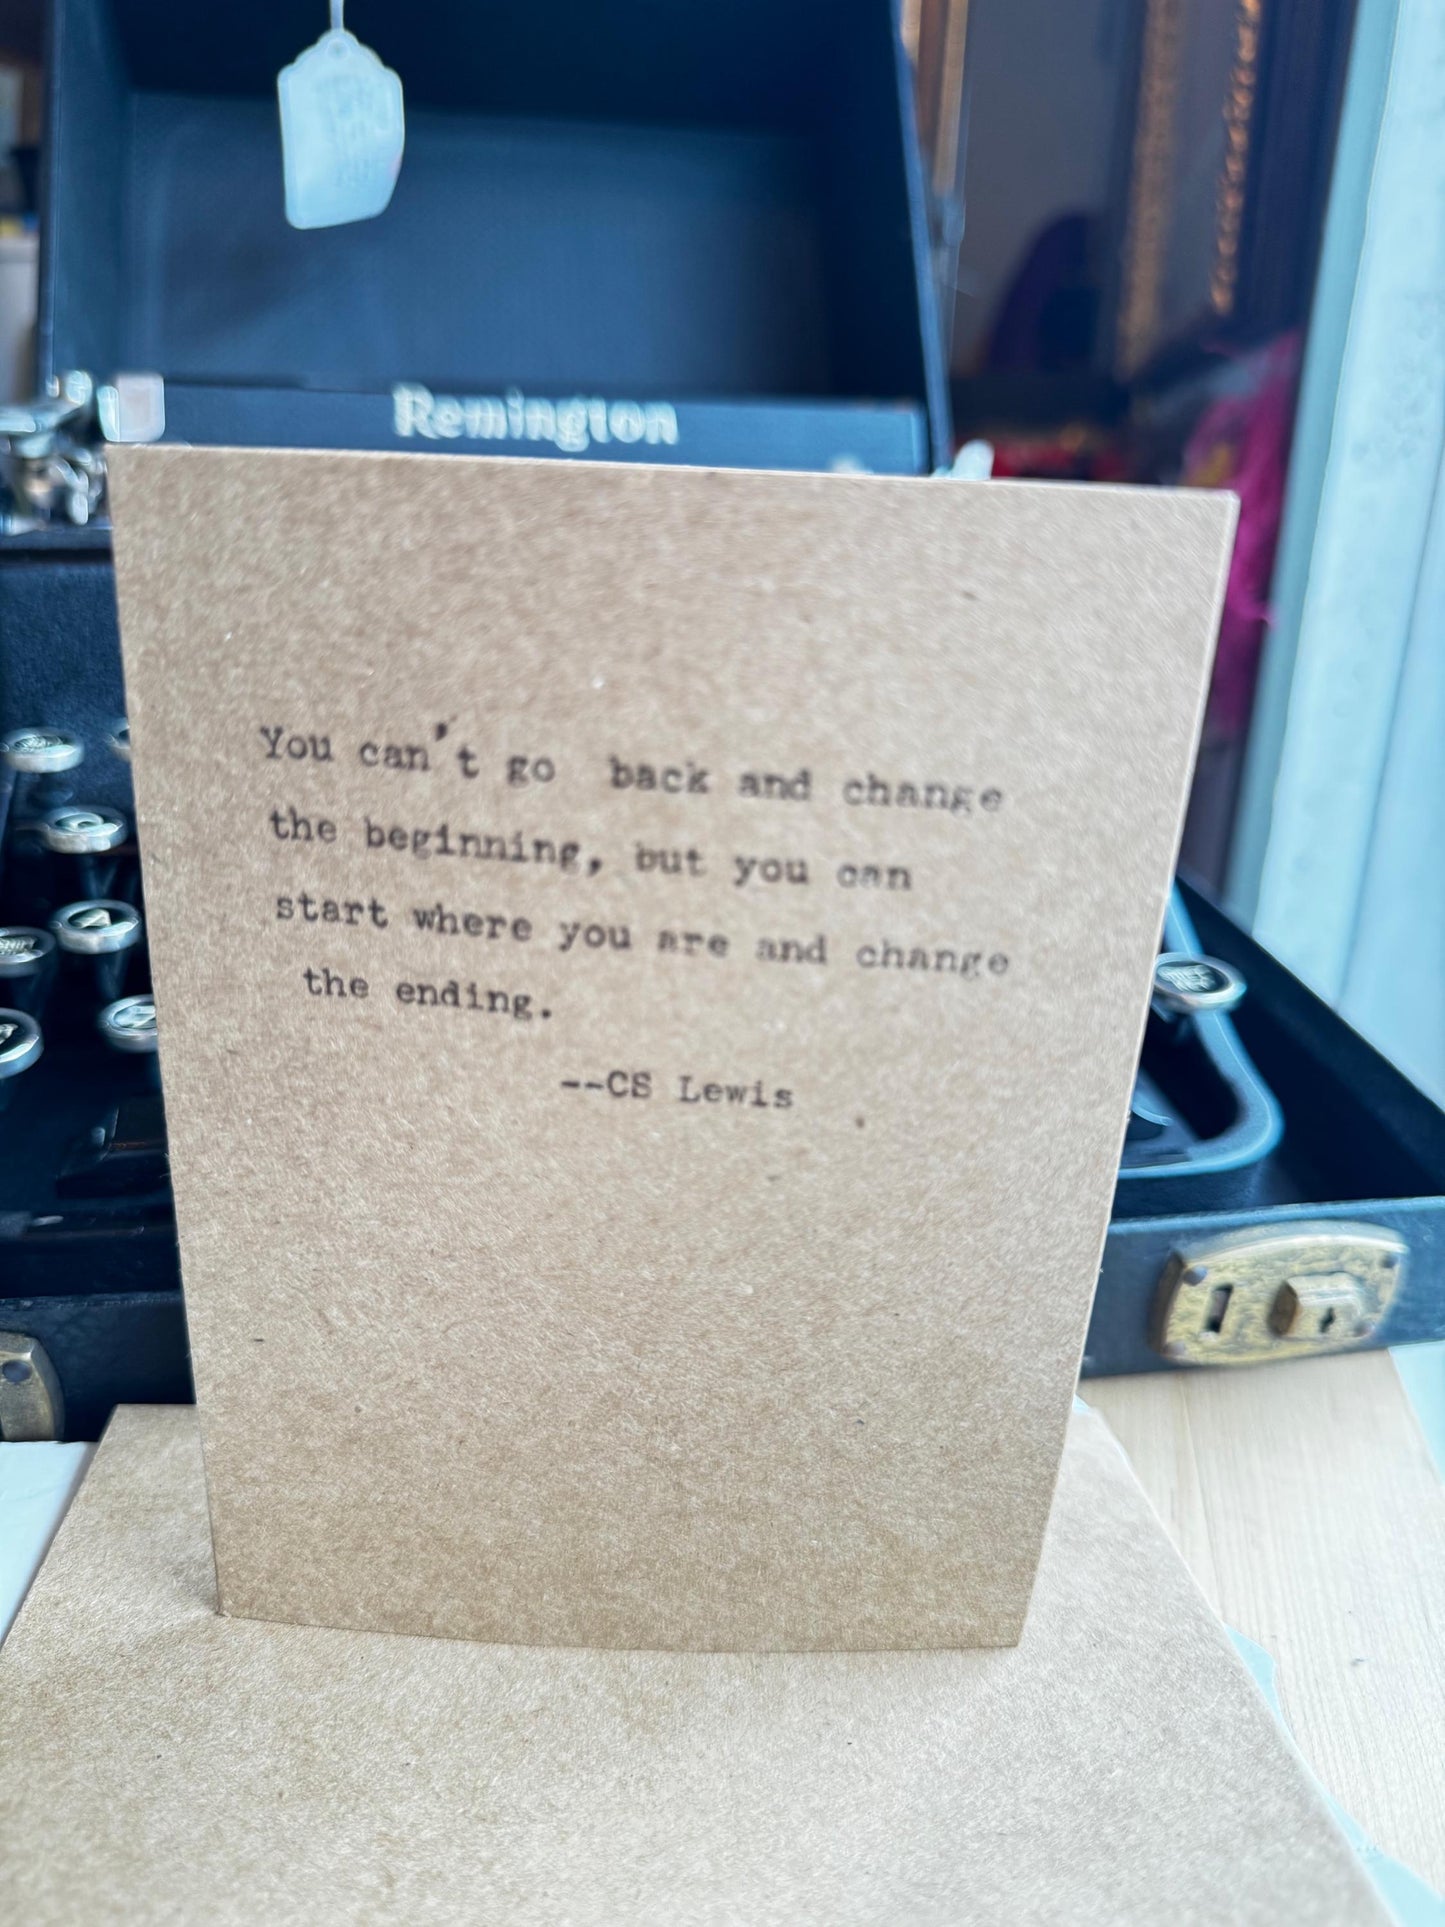 Remington
You can't go  back and change
the beginning, but you can
start where you are and change
the ending.
--CS Lewis